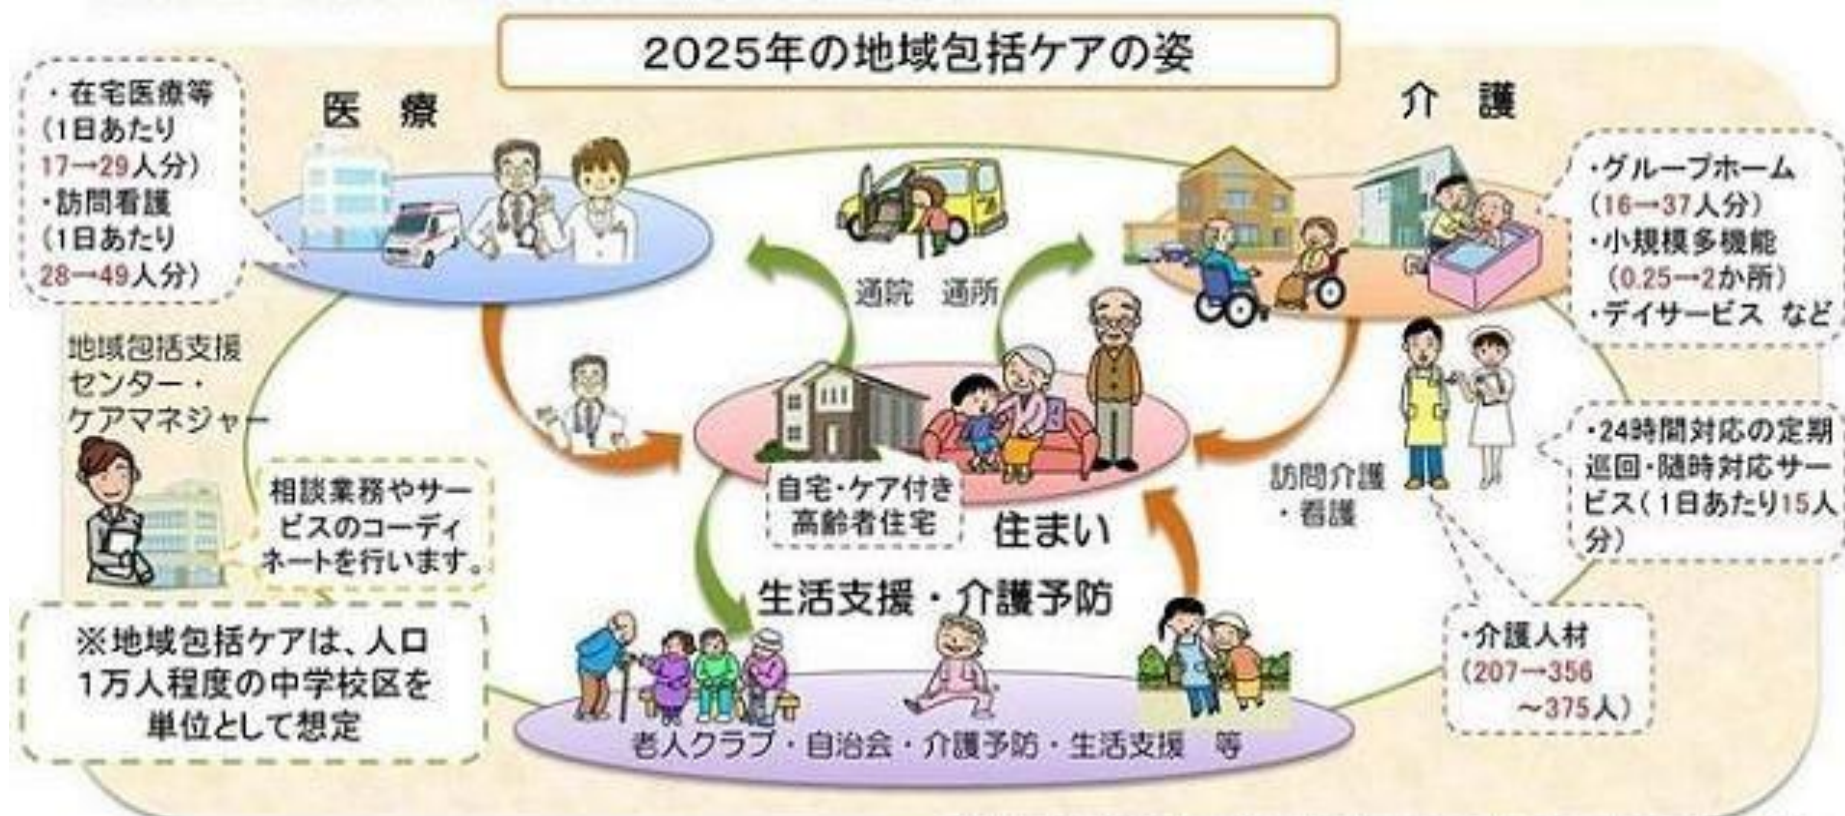 2025年の地域包括ケアの姿
・在宅医療等
(1日あたり
17→29人分)
・訪問看護
(1日あたり
28→49人分)
医 療
介 護
・グループホーム
(16→37人分)
・小規模多機能
(0.25→2か所)
・デイサービス など
通院 通所
地域包括支援
センター・
ケアマネジャー
相談業務やサー
ビスのコーディ
ネートを行います。
自宅・ケア付き
高齢者住宅
住まい
訪問介護
・看護
・24時間対応の定期
巡回・随時対応サー
ビス(1日あたり15人
分)
生活支援・介護予防
・介護人材
(207→356
～375人)
※地域包括ケアは、人口
1万人程度の中学校区を
単位として想定
老人クラブ・自治会・介護予防・生活支援 等